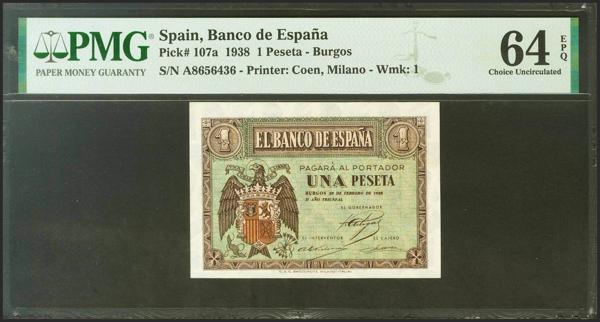 PMG
PAPER MONEY GUARANTY
Spain, Banco de España
Pick# 107a 1938 1 Peseta - Burgos
S/N A8656436 - Printer: Coen, Milano - Wmk: 1
64 EPQ
Choice Uncirculated
1 1
EL BANCO DE ESPAÑA
PAGARÁ AL PORTADOR
UNA PESETA
BURGOS 28 DE FEBRERO DE 1938
II AÑO TRIUNFAL
EL GOBERNADOR
EL INTERVENTOR EL CAJERO